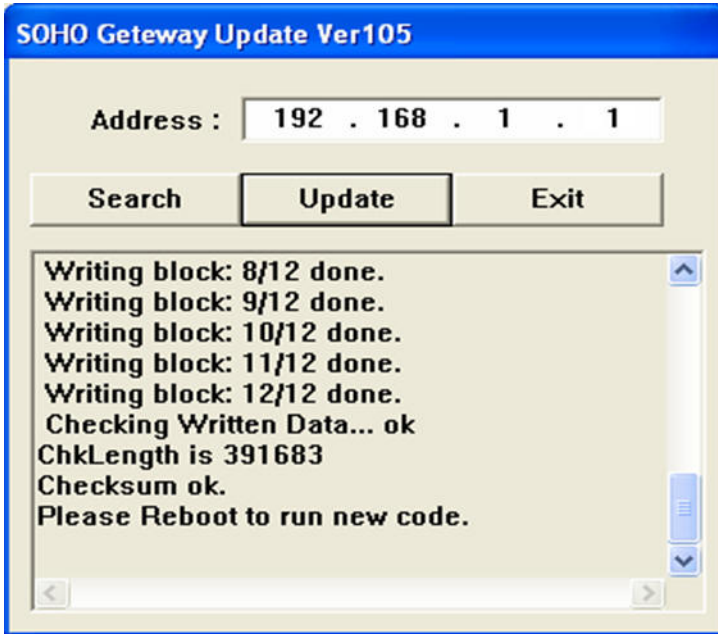 SOHO Geteway Update Ver105
Address : 192 . 168 . 1 . 1
Search Update Exit
Writing block: 8/12 done.
Writing block: 9/12 done.
Writing block: 10/12 done.
Writing block: 11/12 done.
Writing block: 12/12 done.
Checking Written Data... ok
ChkLength is 391683
Checksum ok.
Please Reboot to run new code.